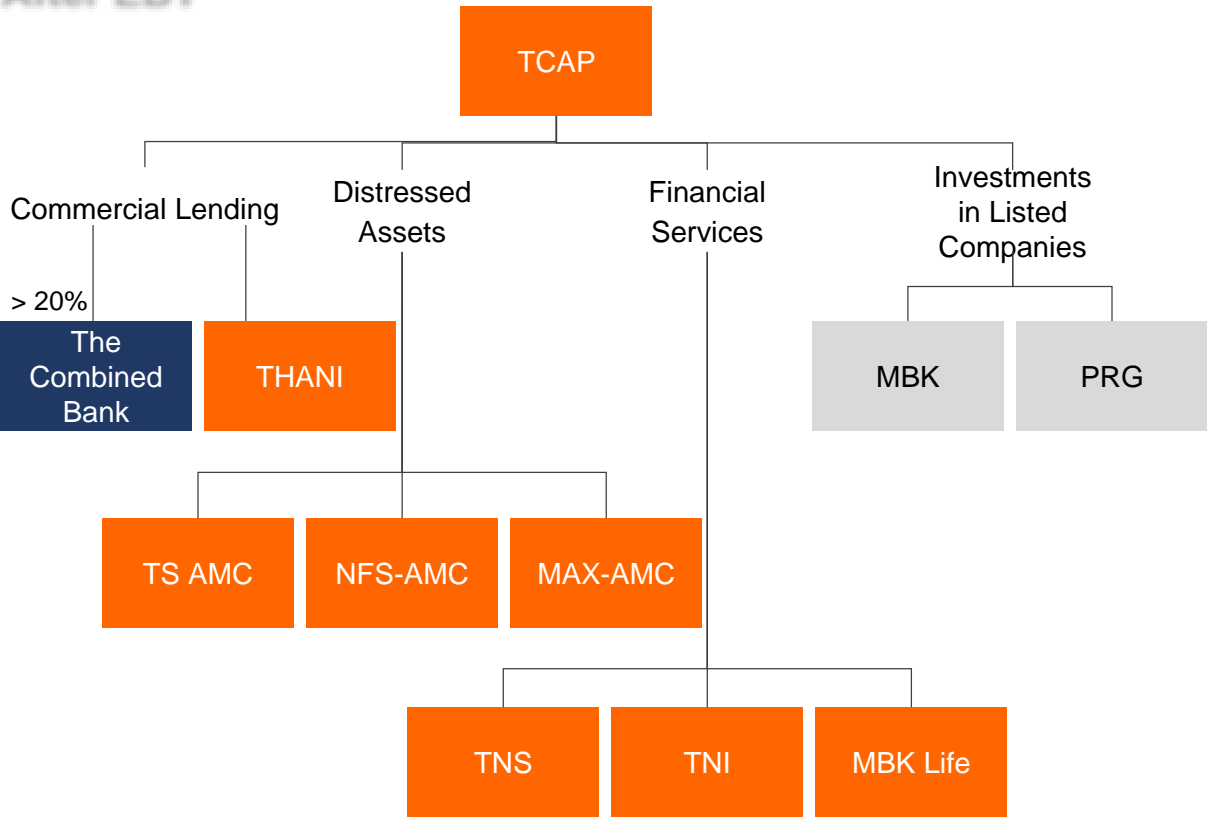 TCAP
Commercial Lending
Distressed
Assets
Financial
Services
Investments
in Listed
Companies
> 20%
The
Combined
Bank
THANI
MBK
PRG
TS AMC
NFS-AMC
MAX-AMC
TNS
TNI
MBK Life